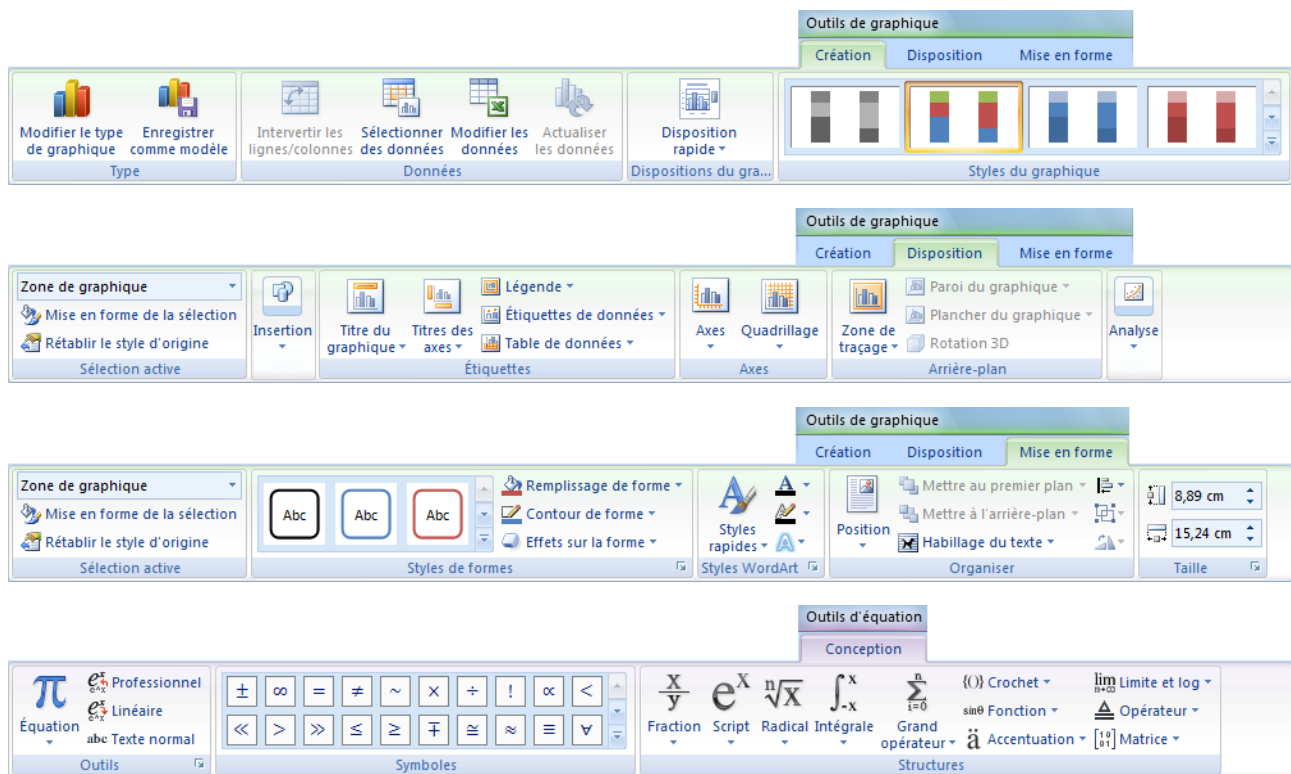 Outils de graphique
Création Disposition Mise en forme
Modifier le type de graphique
Enregistrer comme modèle
Type
Intervertir les lignes/colonnes
Sélectionner des données
Modifier les données
Actualiser les données
Données
Disposition rapide
Dispositions du gra...
Styles du graphique
Outils de graphique
Création Disposition Mise en forme
Zone de graphique
Mise en forme de la sélection
Rétablir le style d'origine
Sélection active
Insertion
Titre du graphique
Titres des axes
Légende
Étiquettes de données
Table de données
Étiquettes
Axes
Quadrillage
Axes
Zone de traçage
Paroi du graphique
Plancher du graphique
Rotation 3D
Arrière-plan
Analyse
Outils de graphique
Création Disposition Mise en forme
Zone de graphique
Mise en forme de la sélection
Rétablir le style d'origine
Sélection active
Abc Abc Abc
Remplissage de forme
Contour de forme
Effets sur la forme
Styles de formes
Styles rapides
A
A
A
Styles WordArt
Position
Mettre au premier plan
Mettre à l'arrière-plan
Habillage du texte
Organiser
8,89 cm
15,24 cm
Taille
Outils d'équation
Conception
π
Équation
Professionnel
Linéaire
abc Texte normal
Outils
± ∞ = ≠ ~ × ÷ ! ∝ <
≪ > ≫ ≤ ≥ ∓ ≅ ≈ ≡ ∀
Symboles
x/y Fraction
eˣ Script
ⁿ√x Radical
∫ x -x Intégrale
n ∑ i=0 Grand opérateur
{()} Crochet
sinθ Fonction
ä Accentuation
lim n→∞ Limite et log
≜ Opérateur
[10 01] Matrice
Structures